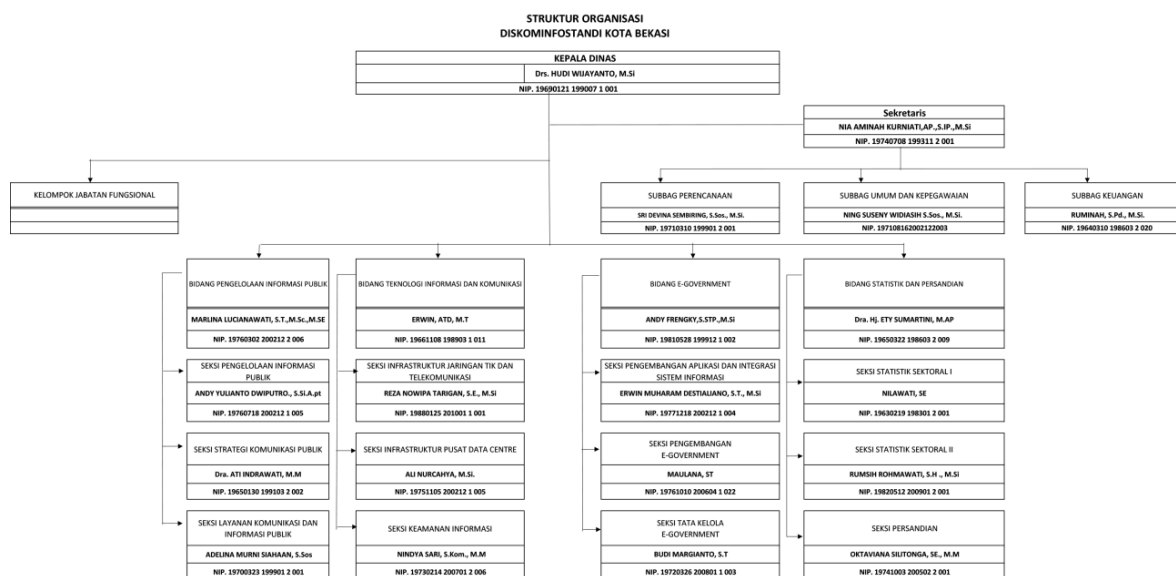 STRUKTUR ORGANISASI
DISKOMINFOSTANDI KOTA BEKASI
KEPALA DINAS
Drs. HUDI WIJAYANTO, M.Si
NIP. 19690121 199007 1 001
Sekretaris
NIA AMINAH KURNIATI,AP.,S.IP.,M.Si
NIP. 19740708 199311 2 001
KELOMPOK JABATAN FUNGSIONAL
SUBBAG PERENCANAAN
SRI DEVINA SEMBIRING, S.Sos., M.Si.
NIP. 19710310 199901 2 001
SUBBAG UMUM DAN KEPEGAWAIAN
NING SUSENY WIDIASIH S.Sos., M.Si.
NIP. 197108162002122003
SUBBAG KEUANGAN
RUMINAH, S.Pd., M.Si.
NIP. 19640310 198603 2 020
BIDANG PENGELOLAAN INFORMASI PUBLIK
MARLINA LUCIANAWATI, S.T.,M.Sc.,M.SE
NIP. 19760302 200212 2 006
SEKSI PENGELOLAAN INFORMASI
PUBLIK
ANDY YULIANTO DWIPUTRO., S.Si.A.pt
NIP. 19760718 200212 1 005
SEKSI STRATEGI KOMUNIKASI PUBLIK
Dra. ATI INDRAWATI, M.M
NIP. 19650130 199103 2 002
SEKSI LAYANAN KOMUNIKASI DAN
INFORMASI PUBLIK
ADELINA MURNI SIAHAAN, S.Sos
NIP. 19700323 199901 2 001
BIDANG TEKNOLOGI INFORMASI DAN KOMUNIKASI
ERWIN, ATD, M.T
NIP. 19661108 198903 1 011
SEKSI INFRASTRUKTUR JARINGAN TIK DAN
TELEKOMUNIKASI
REZA NOWIPA TARIGAN, S.E., M.Si
NIP. 19880125 201001 1 001
SEKSI INFRASTRUKTUR PUSAT DATA CENTRE
ALI NURCAHYA, M.Si.
NIP. 19751105 200212 1 005
SEKSI KEAMANAN INFORMASI
NINDYA SARI, S.Kom., M.M
NIP. 19730214 200701 2 006
BIDANG E-GOVERNMENT
ANDY FRENGKY,S.STP.,M.Si
NIP. 19810528 199912 1 002
SEKSI PENGEMBANGAN APLIKASI DAN INTEGRASI
SISTEM INFORMASI
ERWIN MUHARAM DESTIALIANO, S.T., M.Si
NIP. 19771218 200212 1 004
SEKSI PENGEMBANGAN
E-GOVERNMENT
MAULANA, ST
NIP. 19761010 200604 1 022
SEKSI TATA KELOLA
E-GOVERNMENT
BUDI MARGIANTO, S.T
NIP. 19720326 200801 1 003
BIDANG STATISTIK DAN PERSANDIAN
Dra. Hj. ETY SUMARTINI, M.AP
NIP. 19650322 198603 2 009
SEKSI STATISTIK SEKTORAL I
NILAWATI, SE
NIP. 19630219 198301 2 001
SEKSI STATISTIK SEKTORAL II
RUMSIH ROHMAWATI, S.H ., M.Si
NIP. 19820512 200901 2 001
SEKSI PERSANDIAN
OKTAVIANA SILITONGA, SE., M.M
NIP. 19741003 200502 2 001